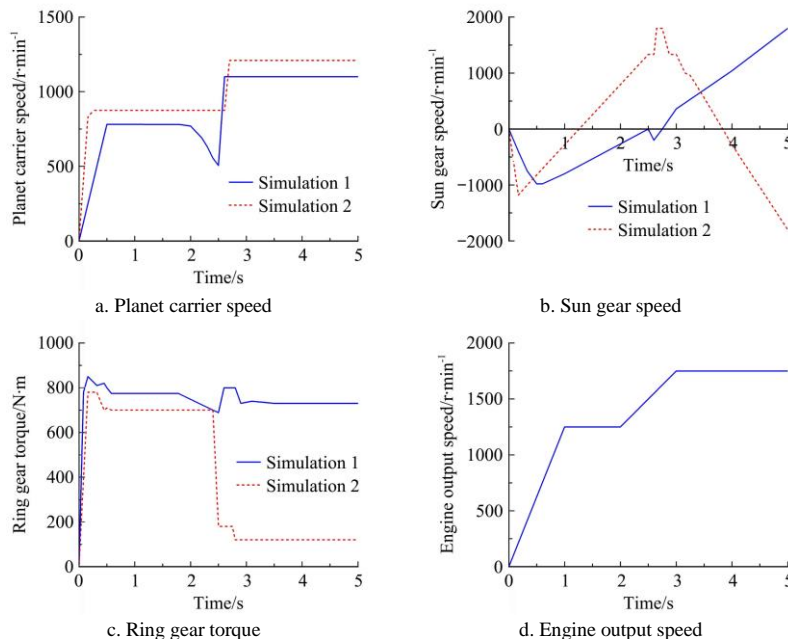 1500
1000
500
0
Planet carrier speed/r·min⁻¹
Simulation 1
Simulation 2
0 1 2 3 4 5
Time/s
a. Planet carrier speed
2000
1000
0
−1000
−2000
Sun gear speed/r·min⁻¹
1 2 3 4 5
Time/s
Simulation 1
Simulation 2
b. Sun gear speed
1000
800
600
400
200
0
Ring gear torque/N·m
Simulation 1
Simulation 2
0 1 2 3 4 5
Time/s
c. Ring gear torque
2000
1500
1000
500
0
Engine output speed/r·min⁻¹
0 1 2 3 4 5
Time/s
d. Engine output speed